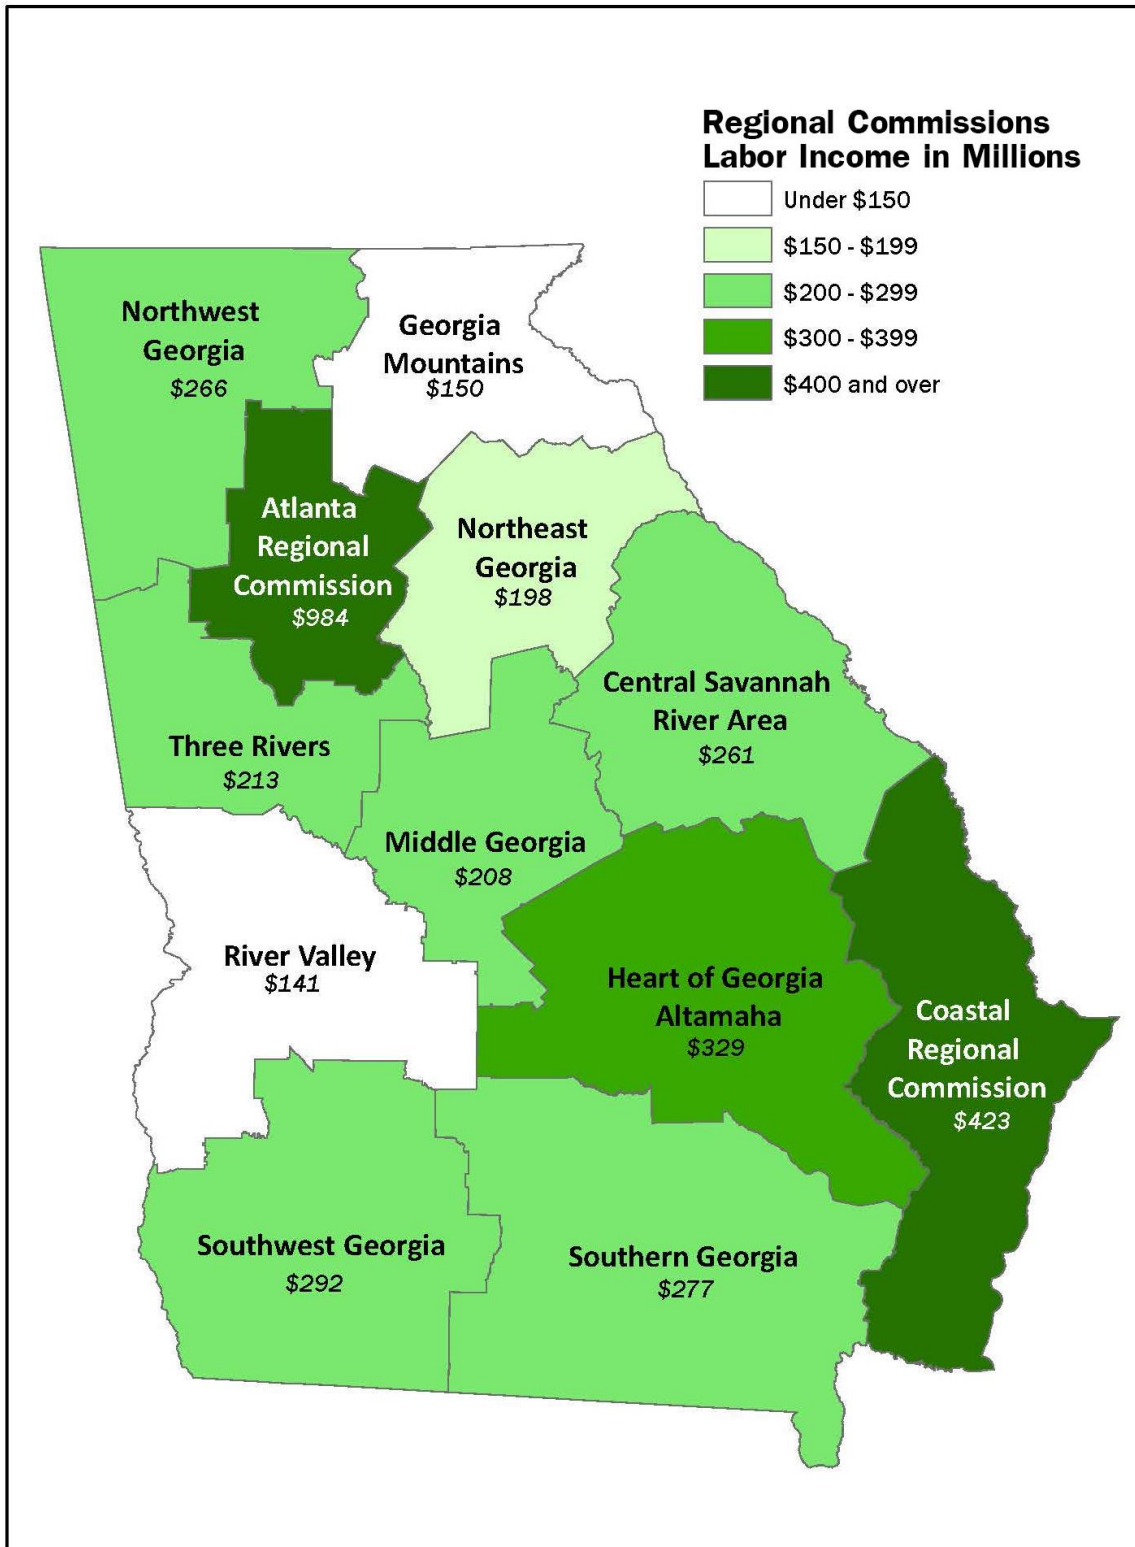 Regional Commissions
Labor Income in Millions
Under $150
$150 - $199
$200 - $299
$300 - $399
$400 and over
Northwest
Georgia
$266
Georgia
Mountains
$150
Atlanta
Regional
Commission
$984
Northeast
Georgia
$198
Central Savannah
River Area
$261
Three Rivers
$213
Middle Georgia
$208
River Valley
$141
Heart of Georgia
Altamaha
$329
Coastal
Regional
Commission
$423
Southwest Georgia
$292
Southern Georgia
$277